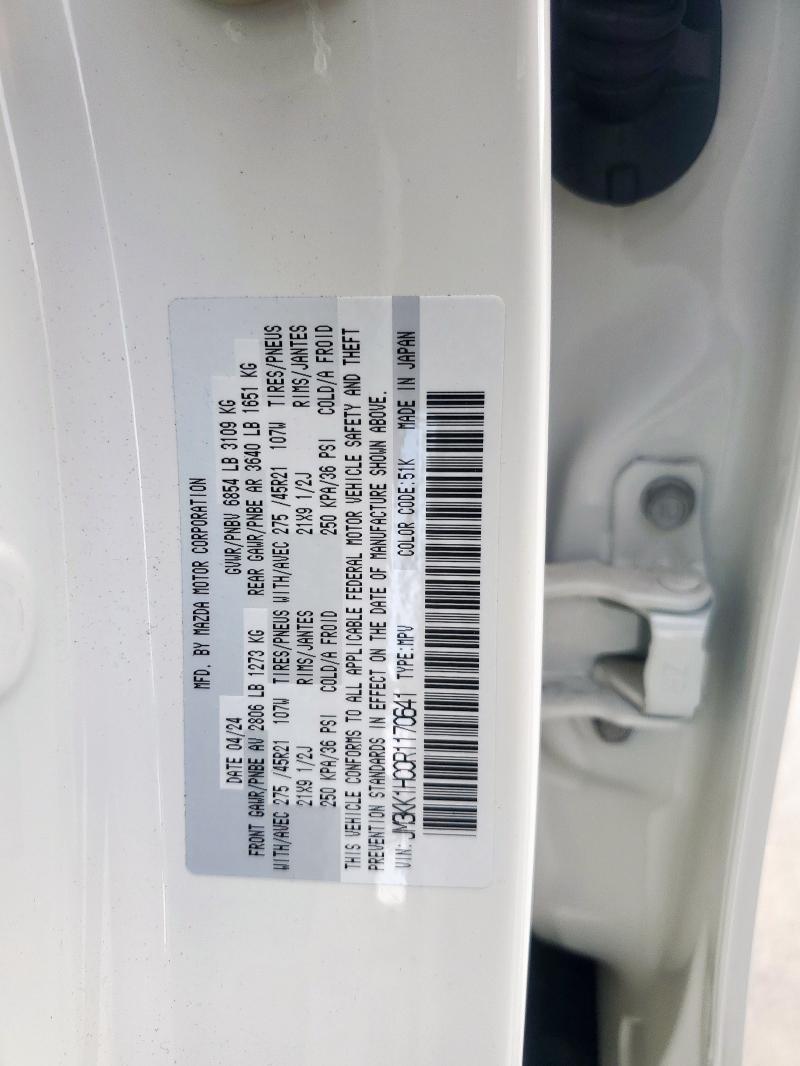 MFD. BY MAZDA MOTOR CORPORATION
DATE 04/24 GVWR/PNBV 6854 LB 3109 KG
FRONT GAWR/PNBE AV 2806 LB 1273 KG REAR GAWR/PNBE AR 3640 LB 1651 KG
WITH/AVEC 275 /45R21 107W TIRES/PNEUS WITH/AVEC 275 /45R21 107W TIRES/PNEUS
21X9 1/2J RIMS/JANTES 21X9 1/2J RIMS/JANTES
250 KPA/36 PSI COLD/A FROID 250 KPA/36 PSI COLD/A FROID
THIS VEHICLE CONFORMS TO ALL APPLICABLE FEDERAL MOTOR VEHICLE SAFETY AND THEFT
PREVENTION STANDARDS IN EFFECT ON THE DATE OF MANUFACTURE SHOWN ABOVE.
VIN: JM3KK1HC0R1170641 TYPE:MPV COLOR CODE:51K MADE IN JAPAN